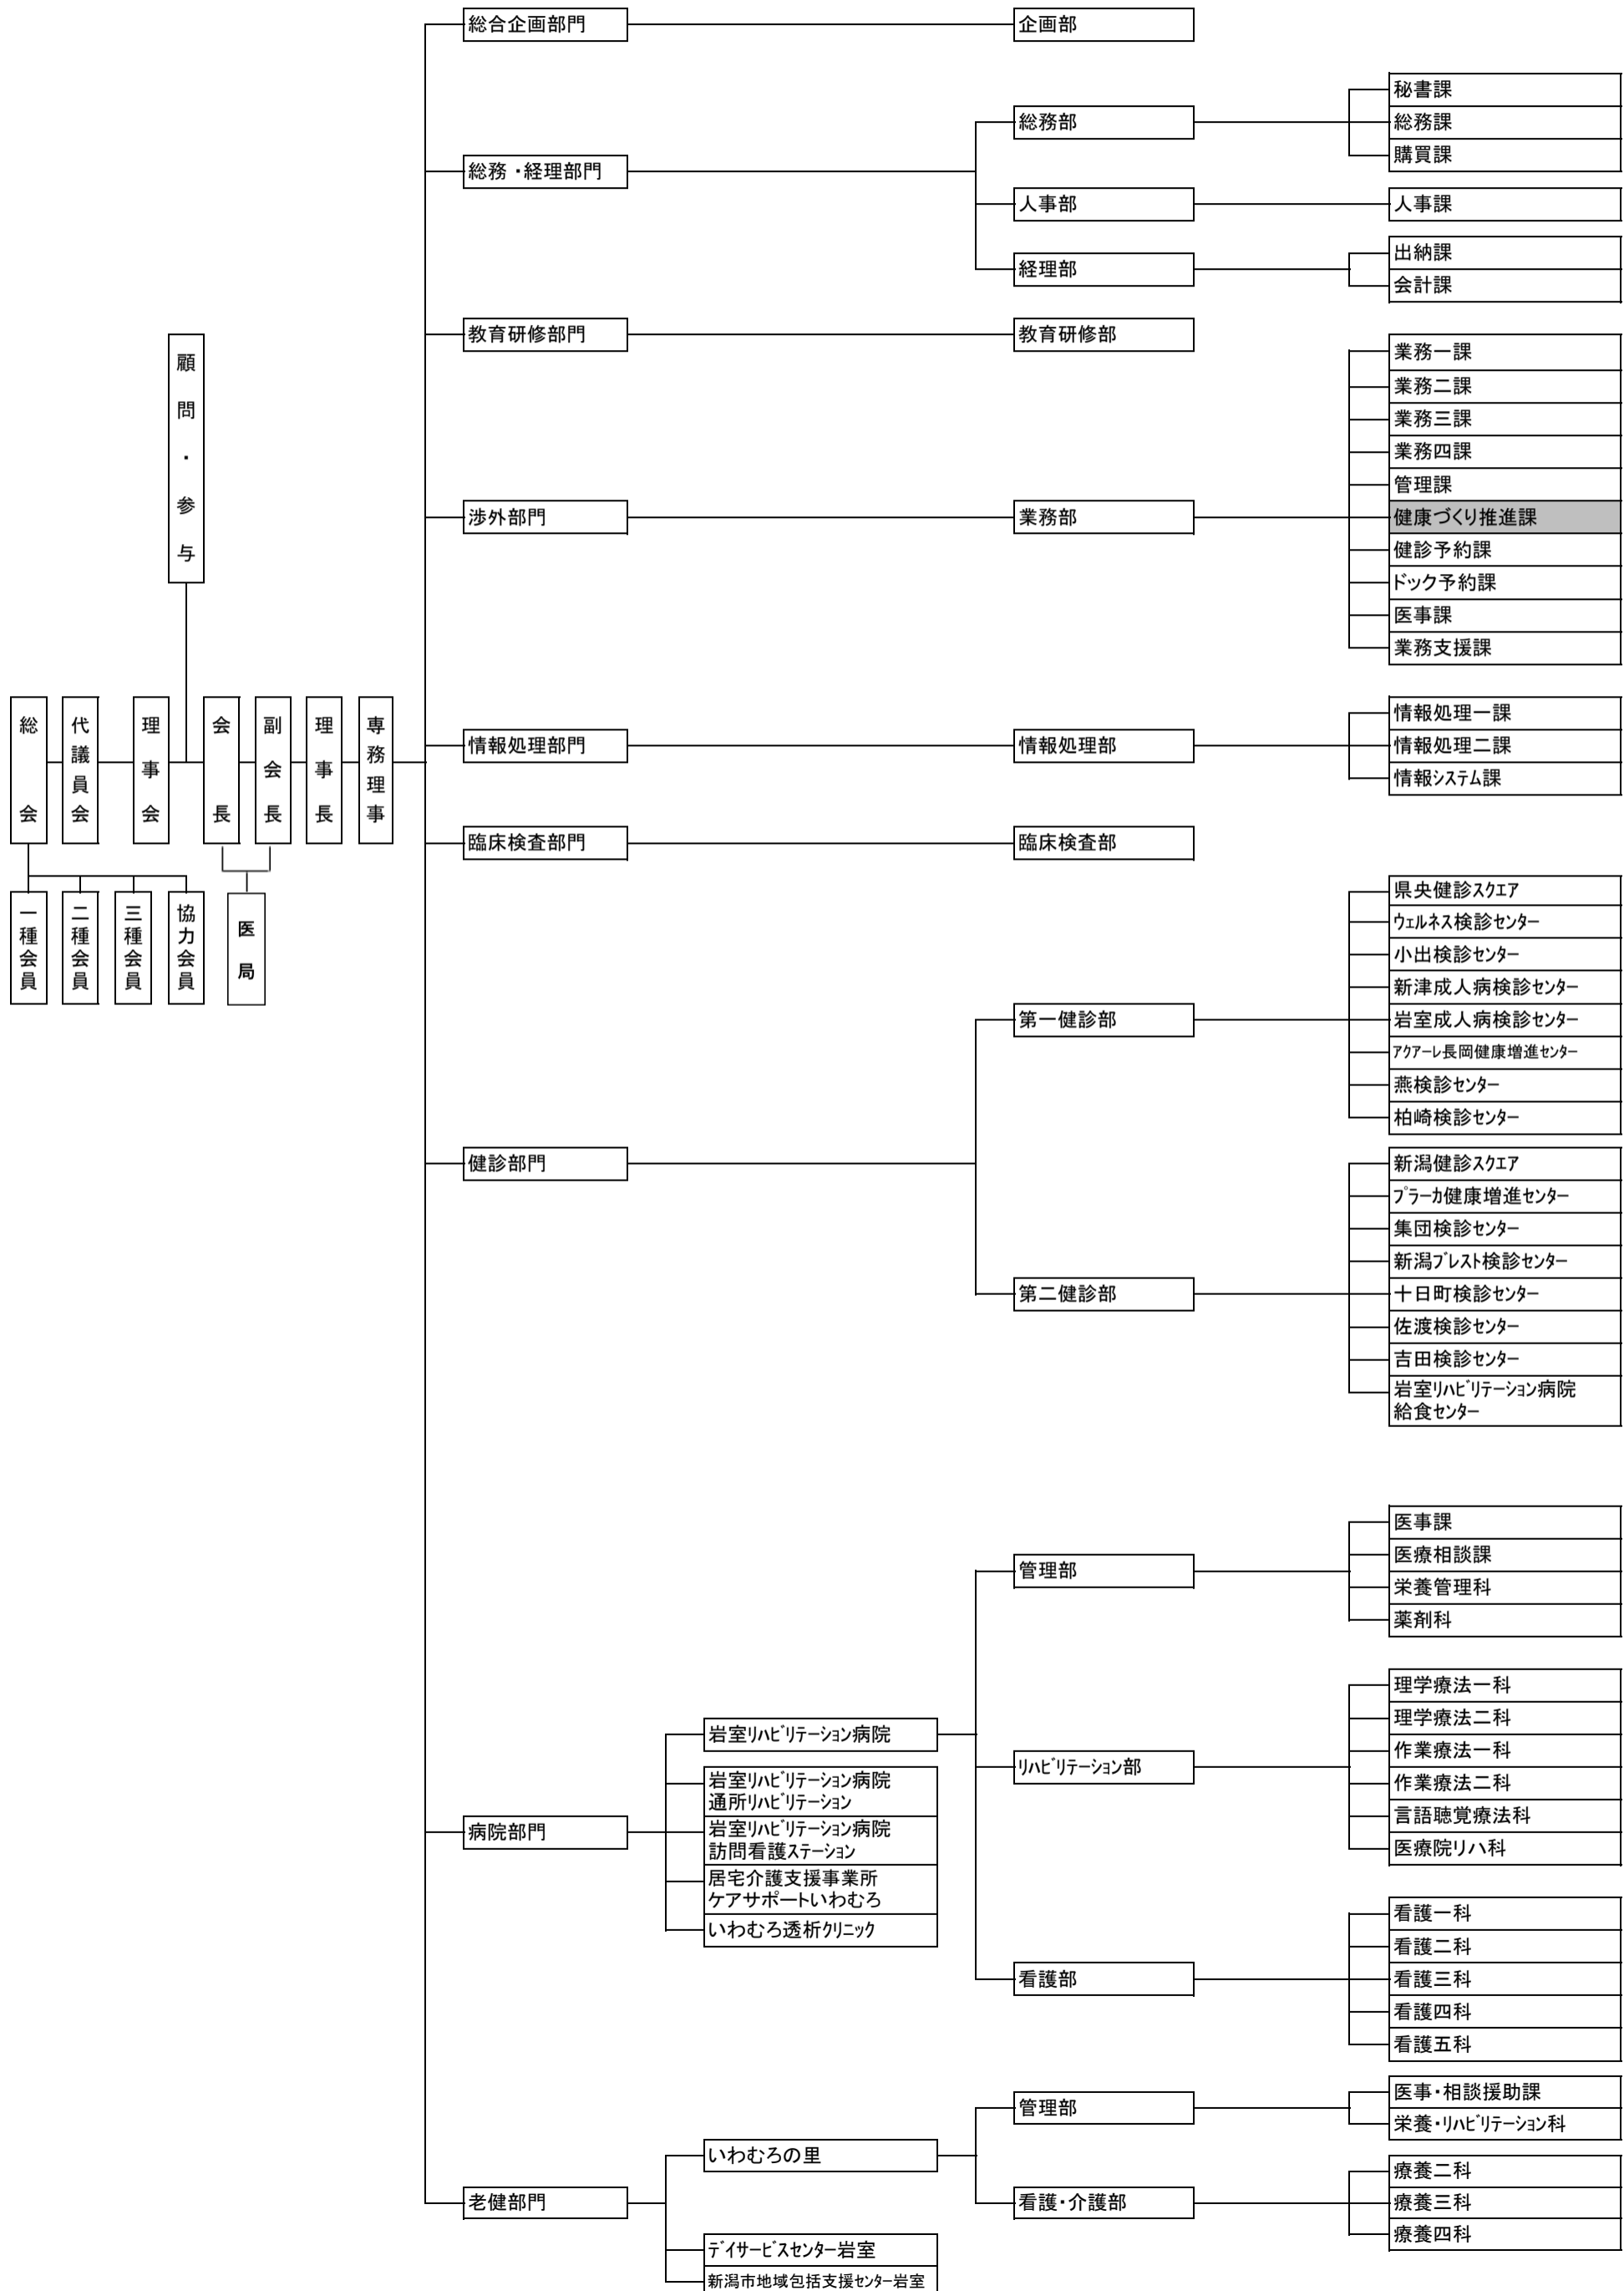 総合企画部門
企画部
総務・経理部門
総務部
秘書課
総務課
購買課
人事部
人事課
経理部
出納課
会計課
教育研修部門
教育研修部
顧問・参与
渉外部門
業務部
業務一課
業務二課
業務三課
業務四課
管理課
健康づくり推進課
健診予約課
ドック予約課
医事課
業務支援課
総会
代議員会
理事会
会長
副会長
理事長
専務理事
一種会員
二種会員
三種会員
協力会員
医局
情報処理部門
情報処理部
情報処理一課
情報処理二課
情報ｼｽﾃﾑ課
臨床検査部門
臨床検査部
健診部門
第一健診部
県央健診ｽｸｴｱ
ｳｪﾙﾈｽ検診ｾﾝﾀｰ
小出検診ｾﾝﾀｰ
新津成人病検診ｾﾝﾀｰ
岩室成人病検診ｾﾝﾀｰ
ｱｸｱｰﾚ長岡健康増進ｾﾝﾀｰ
燕検診ｾﾝﾀｰ
柏崎検診ｾﾝﾀｰ
第二健診部
新潟健診ｽｸｴｱ
ﾌﾟﾗｰｶ健康増進ｾﾝﾀｰ
集団検診ｾﾝﾀｰ
新潟ﾌﾞﾚｽﾄ検診ｾﾝﾀｰ
十日町検診ｾﾝﾀｰ
佐渡検診ｾﾝﾀｰ
吉田検診ｾﾝﾀｰ
岩室ﾘﾊﾋﾞﾘﾃｰｼｮﾝ病院
給食ｾﾝﾀｰ
病院部門
岩室ﾘﾊﾋﾞﾘﾃｰｼｮﾝ病院
岩室ﾘﾊﾋﾞﾘﾃｰｼｮﾝ病院
通所ﾘﾊﾋﾞﾘﾃｰｼｮﾝ
岩室ﾘﾊﾋﾞﾘﾃｰｼｮﾝ病院
訪問看護ｽﾃｰｼｮﾝ
居宅介護支援事業所
ケアサポートいわむろ
いわむろ透析ｸﾘﾆｯｸ
管理部
医事課
医療相談課
栄養管理科
薬剤科
ﾘﾊﾋﾞﾘﾃｰｼｮﾝ部
理学療法一科
理学療法二科
作業療法一科
作業療法二科
言語聴覚療法科
医療院リハ科
看護部
看護一科
看護二科
看護三科
看護四科
看護五科
老健部門
いわむろの里
管理部
医事・相談援助課
栄養・ﾘﾊﾋﾞﾘﾃｰｼｮﾝ科
看護・介護部
療養二科
療養三科
療養四科
ﾃﾞｲｻｰﾋﾞｽｾﾝﾀｰ岩室
新潟市地域包括支援ｾﾝﾀｰ岩室